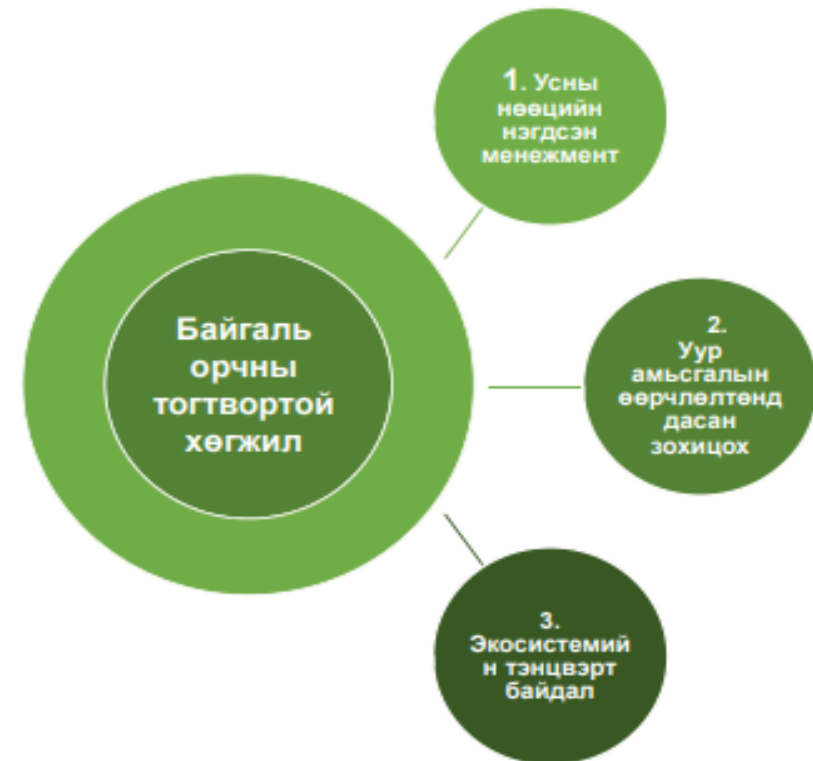 Байгаль
орчны
тогтвортой
хөгжил
1. Усны
нөөцийн
нэгдсэн
менежмент
2.
Уур
амьсгалын
өөрчлөлтөнд
дасан
зохицох
3.
Экосистемий
н тэнцвэрт
байдал